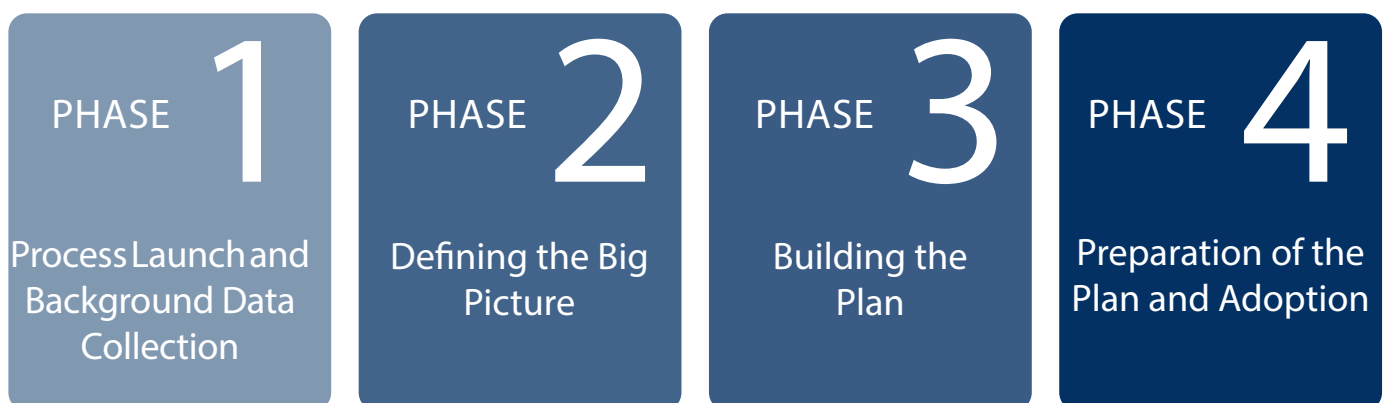 PHASE 1
Process Launch and
Background Data
Collection
PHASE 2
Defining the Big
Picture
PHASE 3
Building the
Plan
PHASE 4
Preparation of the
Plan and Adoption